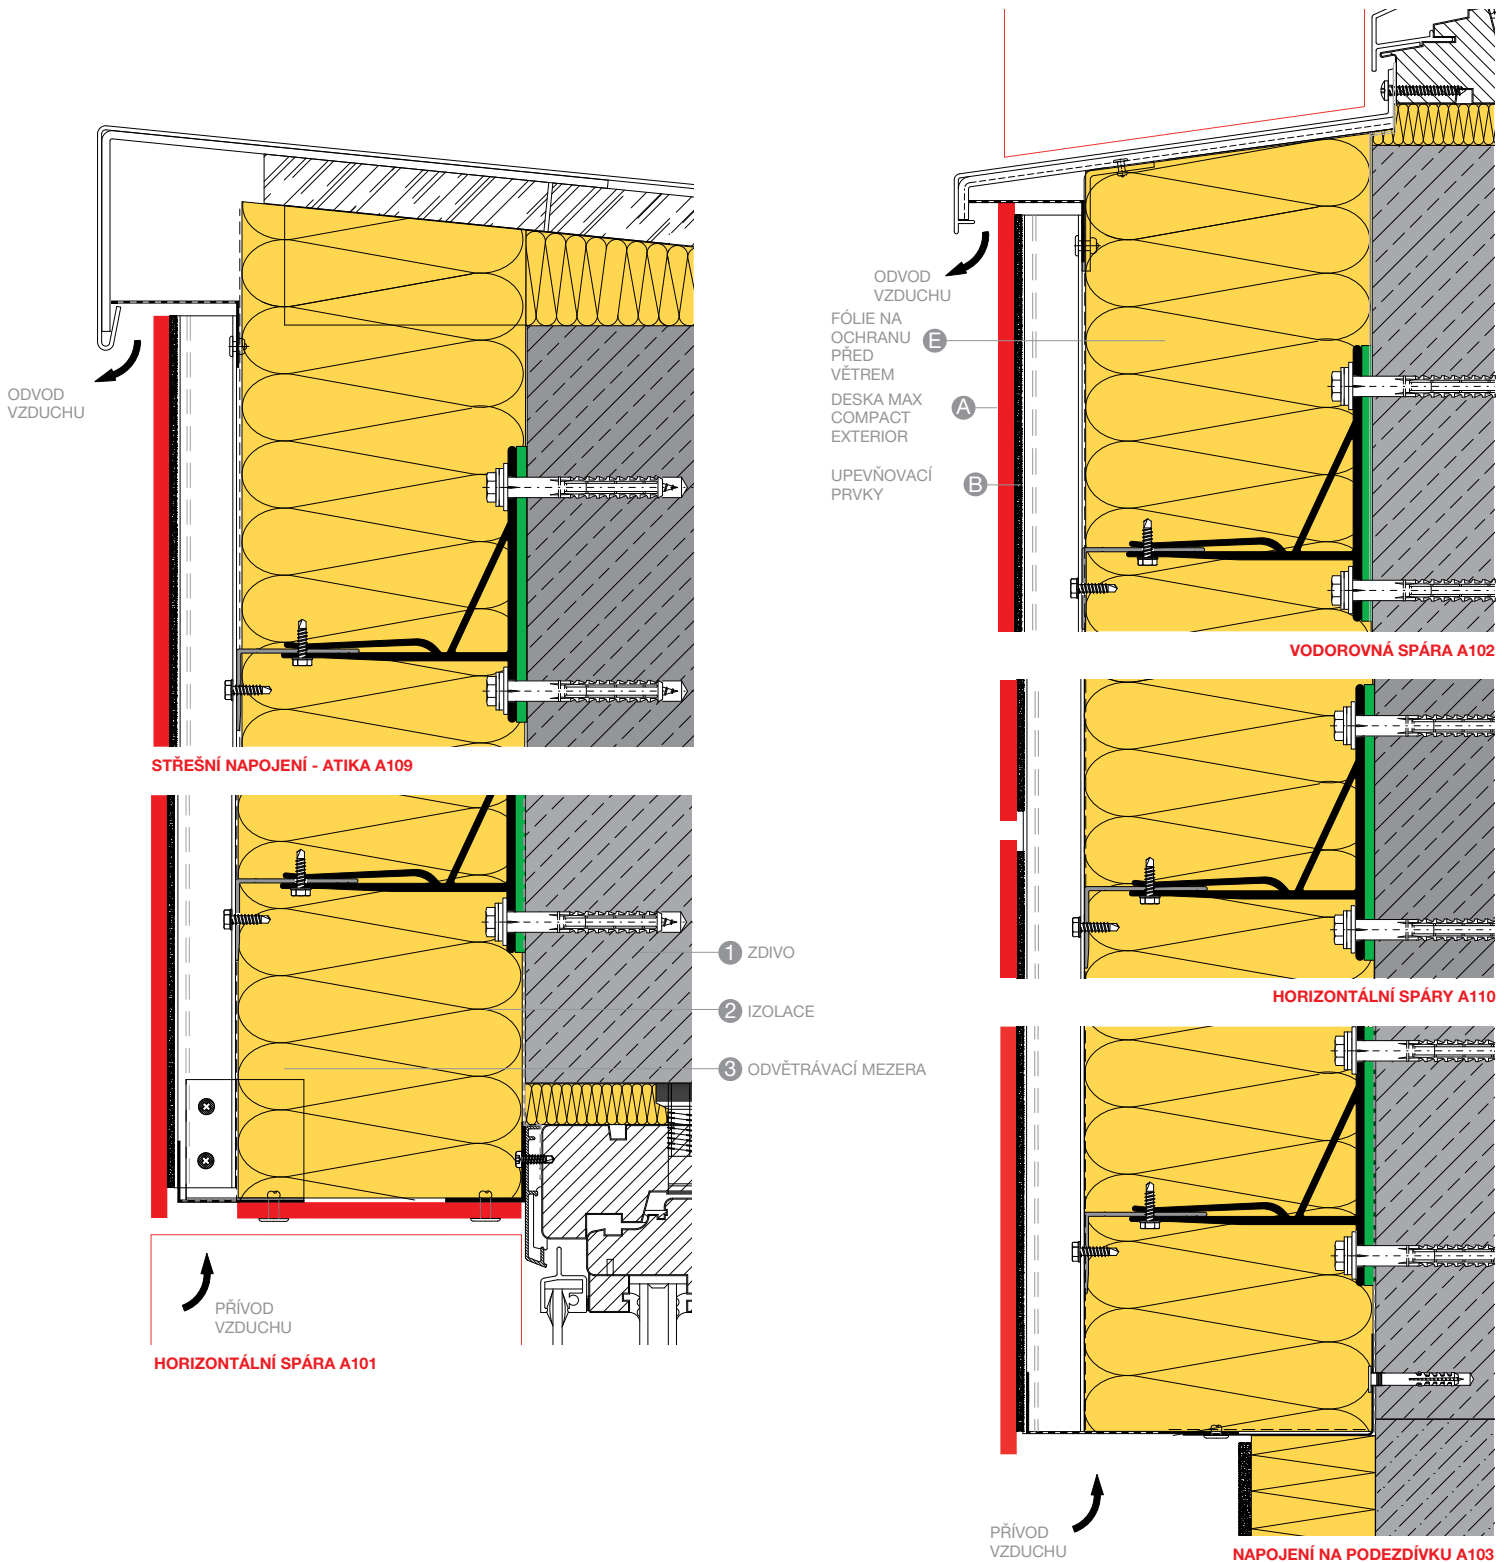 ODVOD
VZDUCHU
STŘEŠNÍ NAPOJENÍ - ATIKA A109
1 ZDIVO
2 IZOLACE
3 ODVĚTRÁVACÍ MEZERA
PŘÍVOD
VZDUCHU
HORIZONTÁLNÍ SPÁRA A101
ODVOD
VZDUCHU
FÓLIE NA
OCHRANU
PŘED
VĚTREM
E
DESKA MAX
COMPACT
EXTERIOR
A
UPEVŇOVACÍ
PRVKY
B
VODOROVNÁ SPÁRA A102
HORIZONTÁLNÍ SPÁRY A110
PŘÍVOD
VZDUCHU
NAPOJENÍ NA PODEZDÍVKU A103